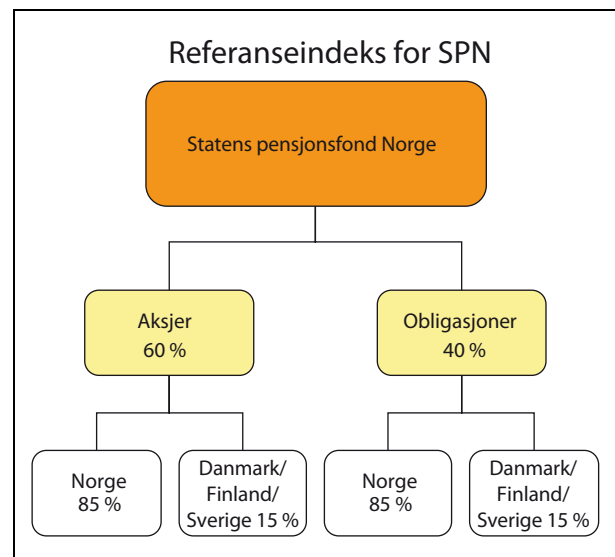 Referanseindeks for SPN
Statens pensjonsfond Norge
Aksjer
60 %
Obligasjoner
40 %
Norge
85 %
Danmark/
Finland/
Sverige 15 %
Norge
85 %
Danmark/
Finland/
Sverige 15 %